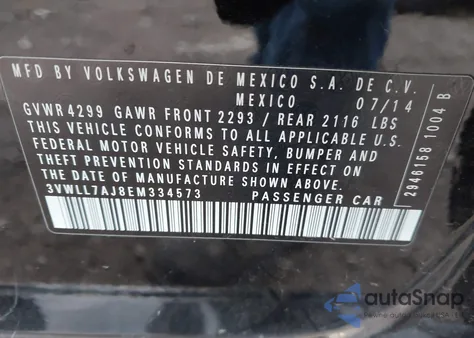 MFD BY VOLKSWAGEN DE MEXICO S.A. DE C.V.
MEXICO 07/14
GVWR 4299 GAWR FRONT 2293 / REAR 2116 LBS
THIS VEHICLE CONFORMS TO ALL APPLICABLE U.S.
FEDERAL MOTOR VEHICLE SAFETY, BUMPER AND
THEFT PREVENTION STANDARDS IN EFFECT ON
THE DATE OF MANUFACTURE SHOWN ABOVE.
3VWLL7AJ8EM334573 PASSENGER CAR
29461581004 B
autoSnap